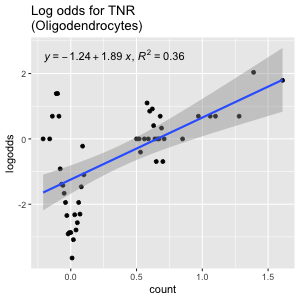 Log odds for TNR
(Oligodendrocytes)
y = −1.24 + 1.89 x, R² = 0.36
logodds
2
0
-2
0.0 0.5 1.0 1.5
count